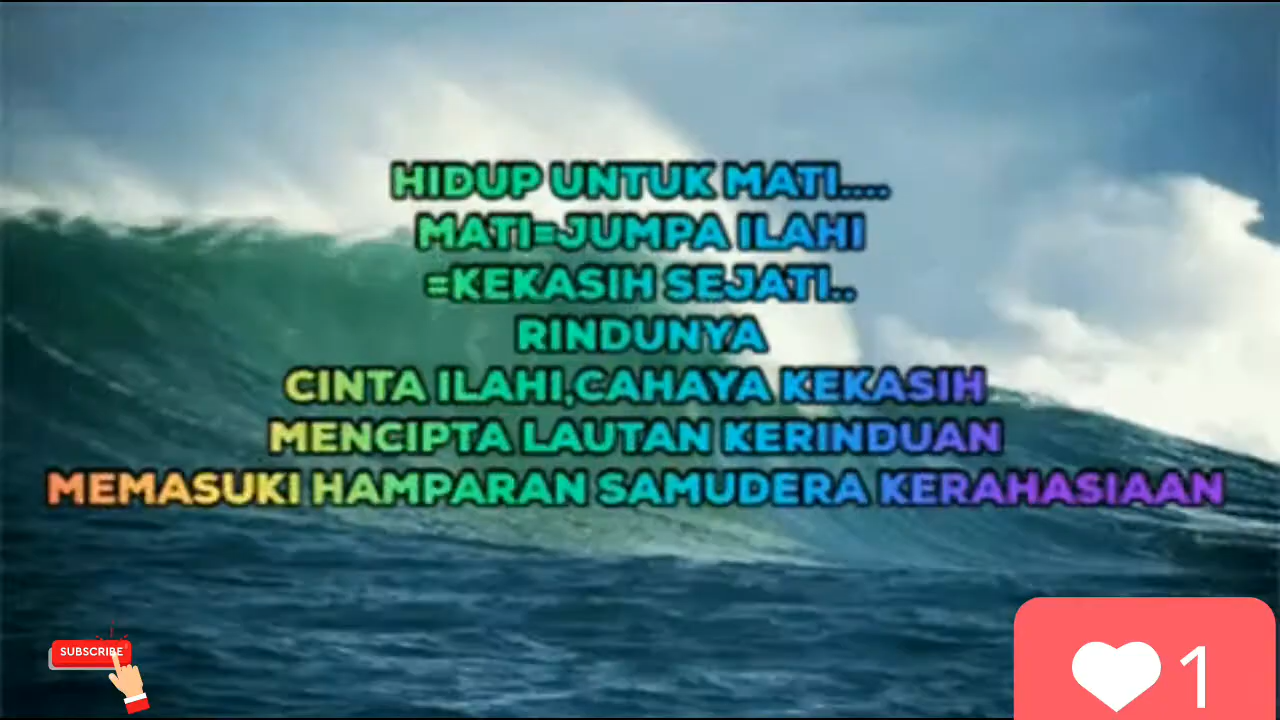 HIDUP UNTUK MATI....
MATI=JUMPA ILAHI
=KEKASIH SEJATI..
RINDUNYA
CINTA ILAHI,CAHAYA KEKASIH
MENCIPTA LAUTAN KERINDUAN
MEMASUKI HAMPARAN SAMUDERA KERAHASIAAN
SUBSCRIBE
1